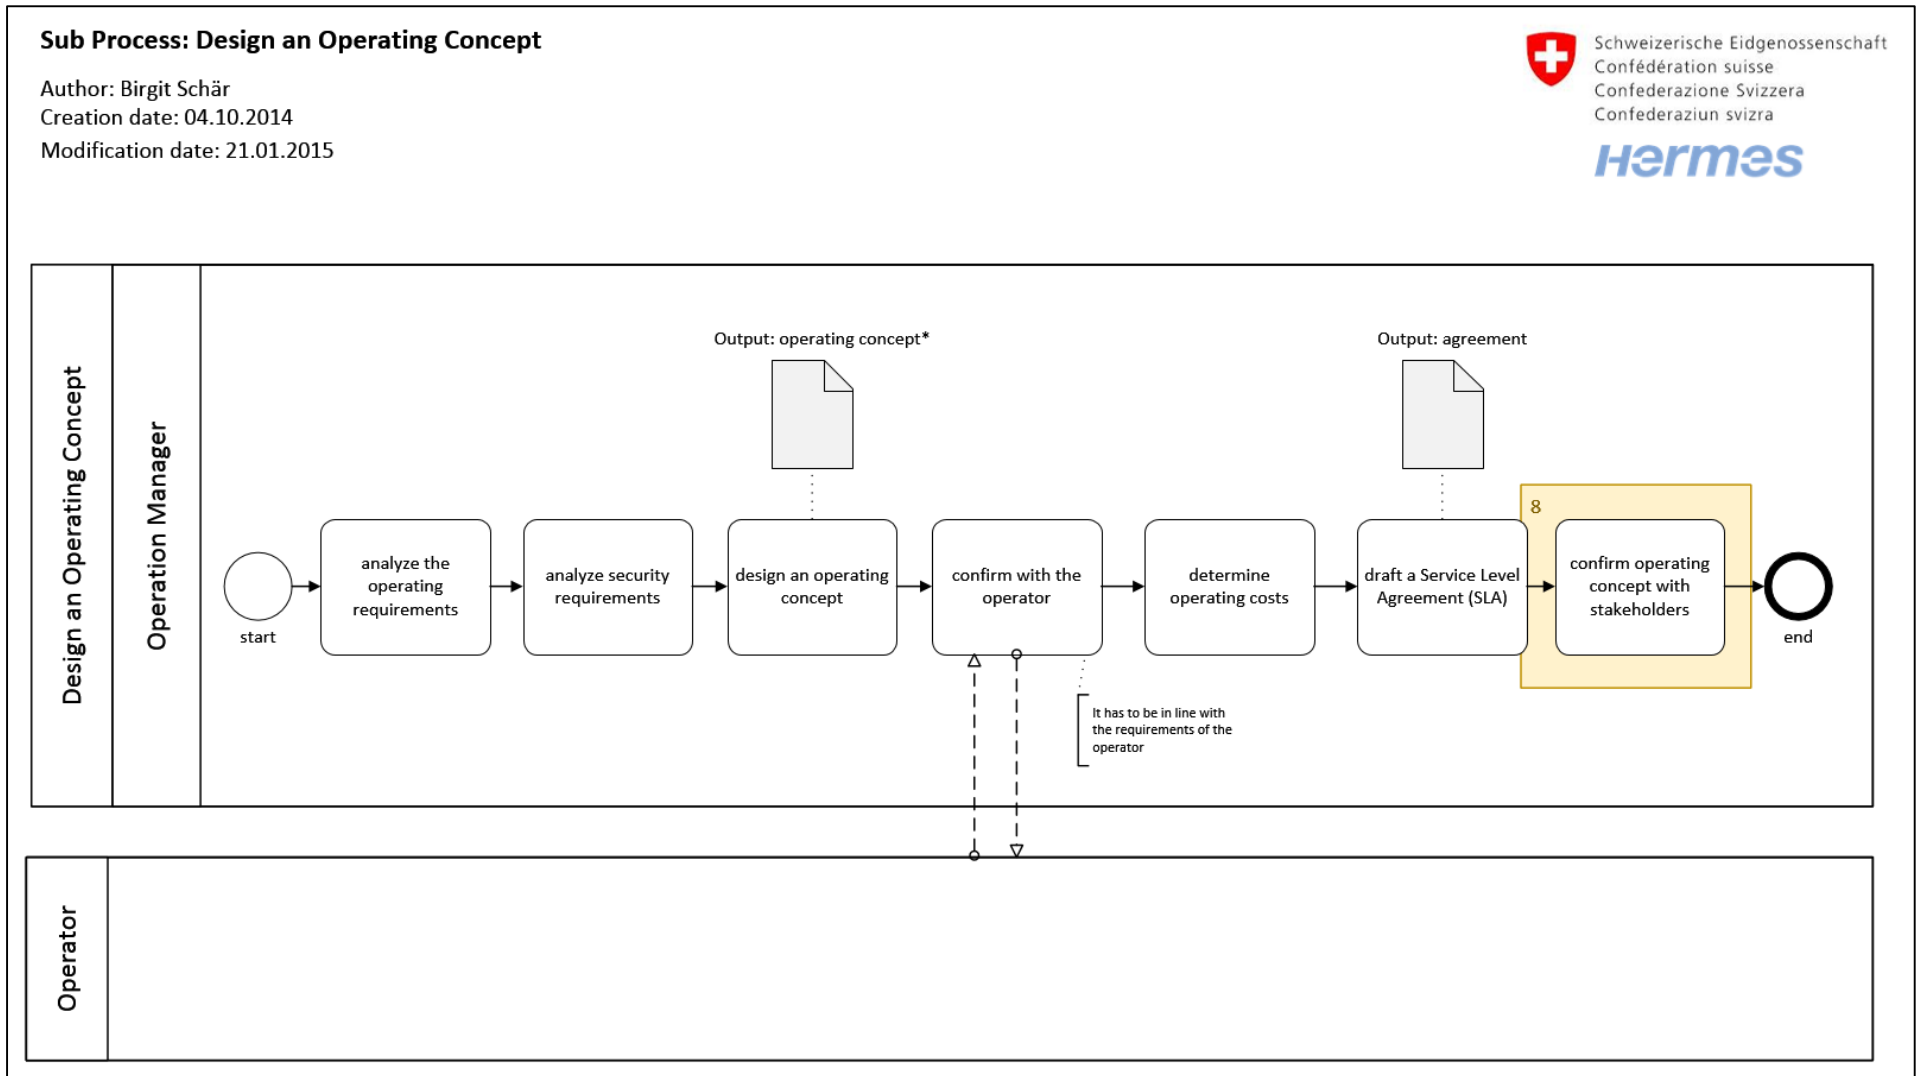 Sub Process: Design an Operating Concept
Author: Birgit Schär
Creation date: 04.10.2014
Modification date: 21.01.2015
Schweizerische Eidgenossenschaft
Confédération suisse
Confederazione Svizzera
Confederaziun svizra
Hermes
Design an Operating Concept
Operation Manager
Output: operating concept*
Output: agreement
8
start
analyze the
operating
requirements
analyze security
requirements
design an operating
concept
confirm with the
operator
determine
operating costs
draft a Service Level
Agreement (SLA)
confirm operating
concept with
stakeholders
end
It has to be in line with
the requirements of the
operator
Operator